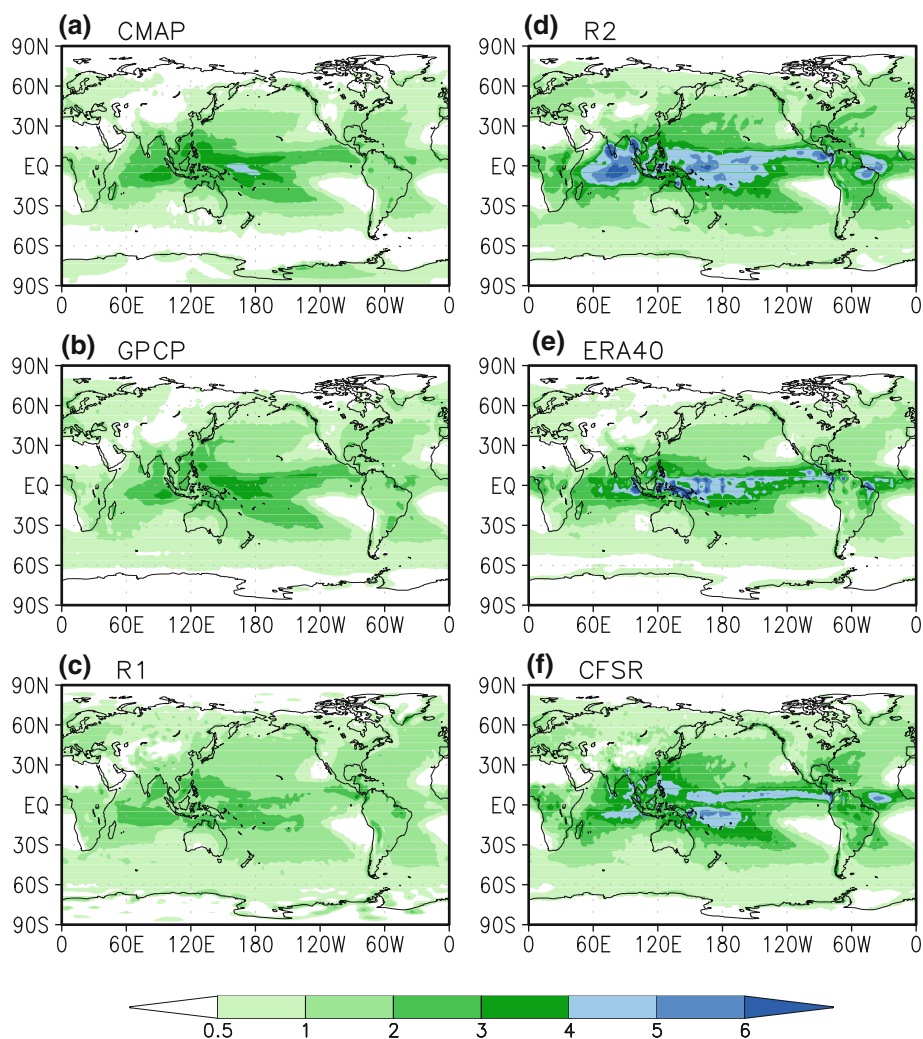 (a) CMAP
90N
60N
30N
EQ
30S
60S
90S
0 60E 120E 180 120W 60W 0
(d) R2
90N
60N
30N
EQ
30S
60S
90S
0 60E 120E 180 120W 60W 0
(b) GPCP
90N
60N
30N
EQ
30S
60S
90S
0 60E 120E 180 120W 60W 0
(e) ERA40
90N
60N
30N
EQ
30S
60S
90S
0 60E 120E 180 120W 60W 0
(c) R1
90N
60N
30N
EQ
30S
60S
90S
0 60E 120E 180 120W 60W 0
(f) CFSR
90N
60N
30N
EQ
30S
60S
90S
0 60E 120E 180 120W 60W 0
0.5 1 2 3 4 5 6